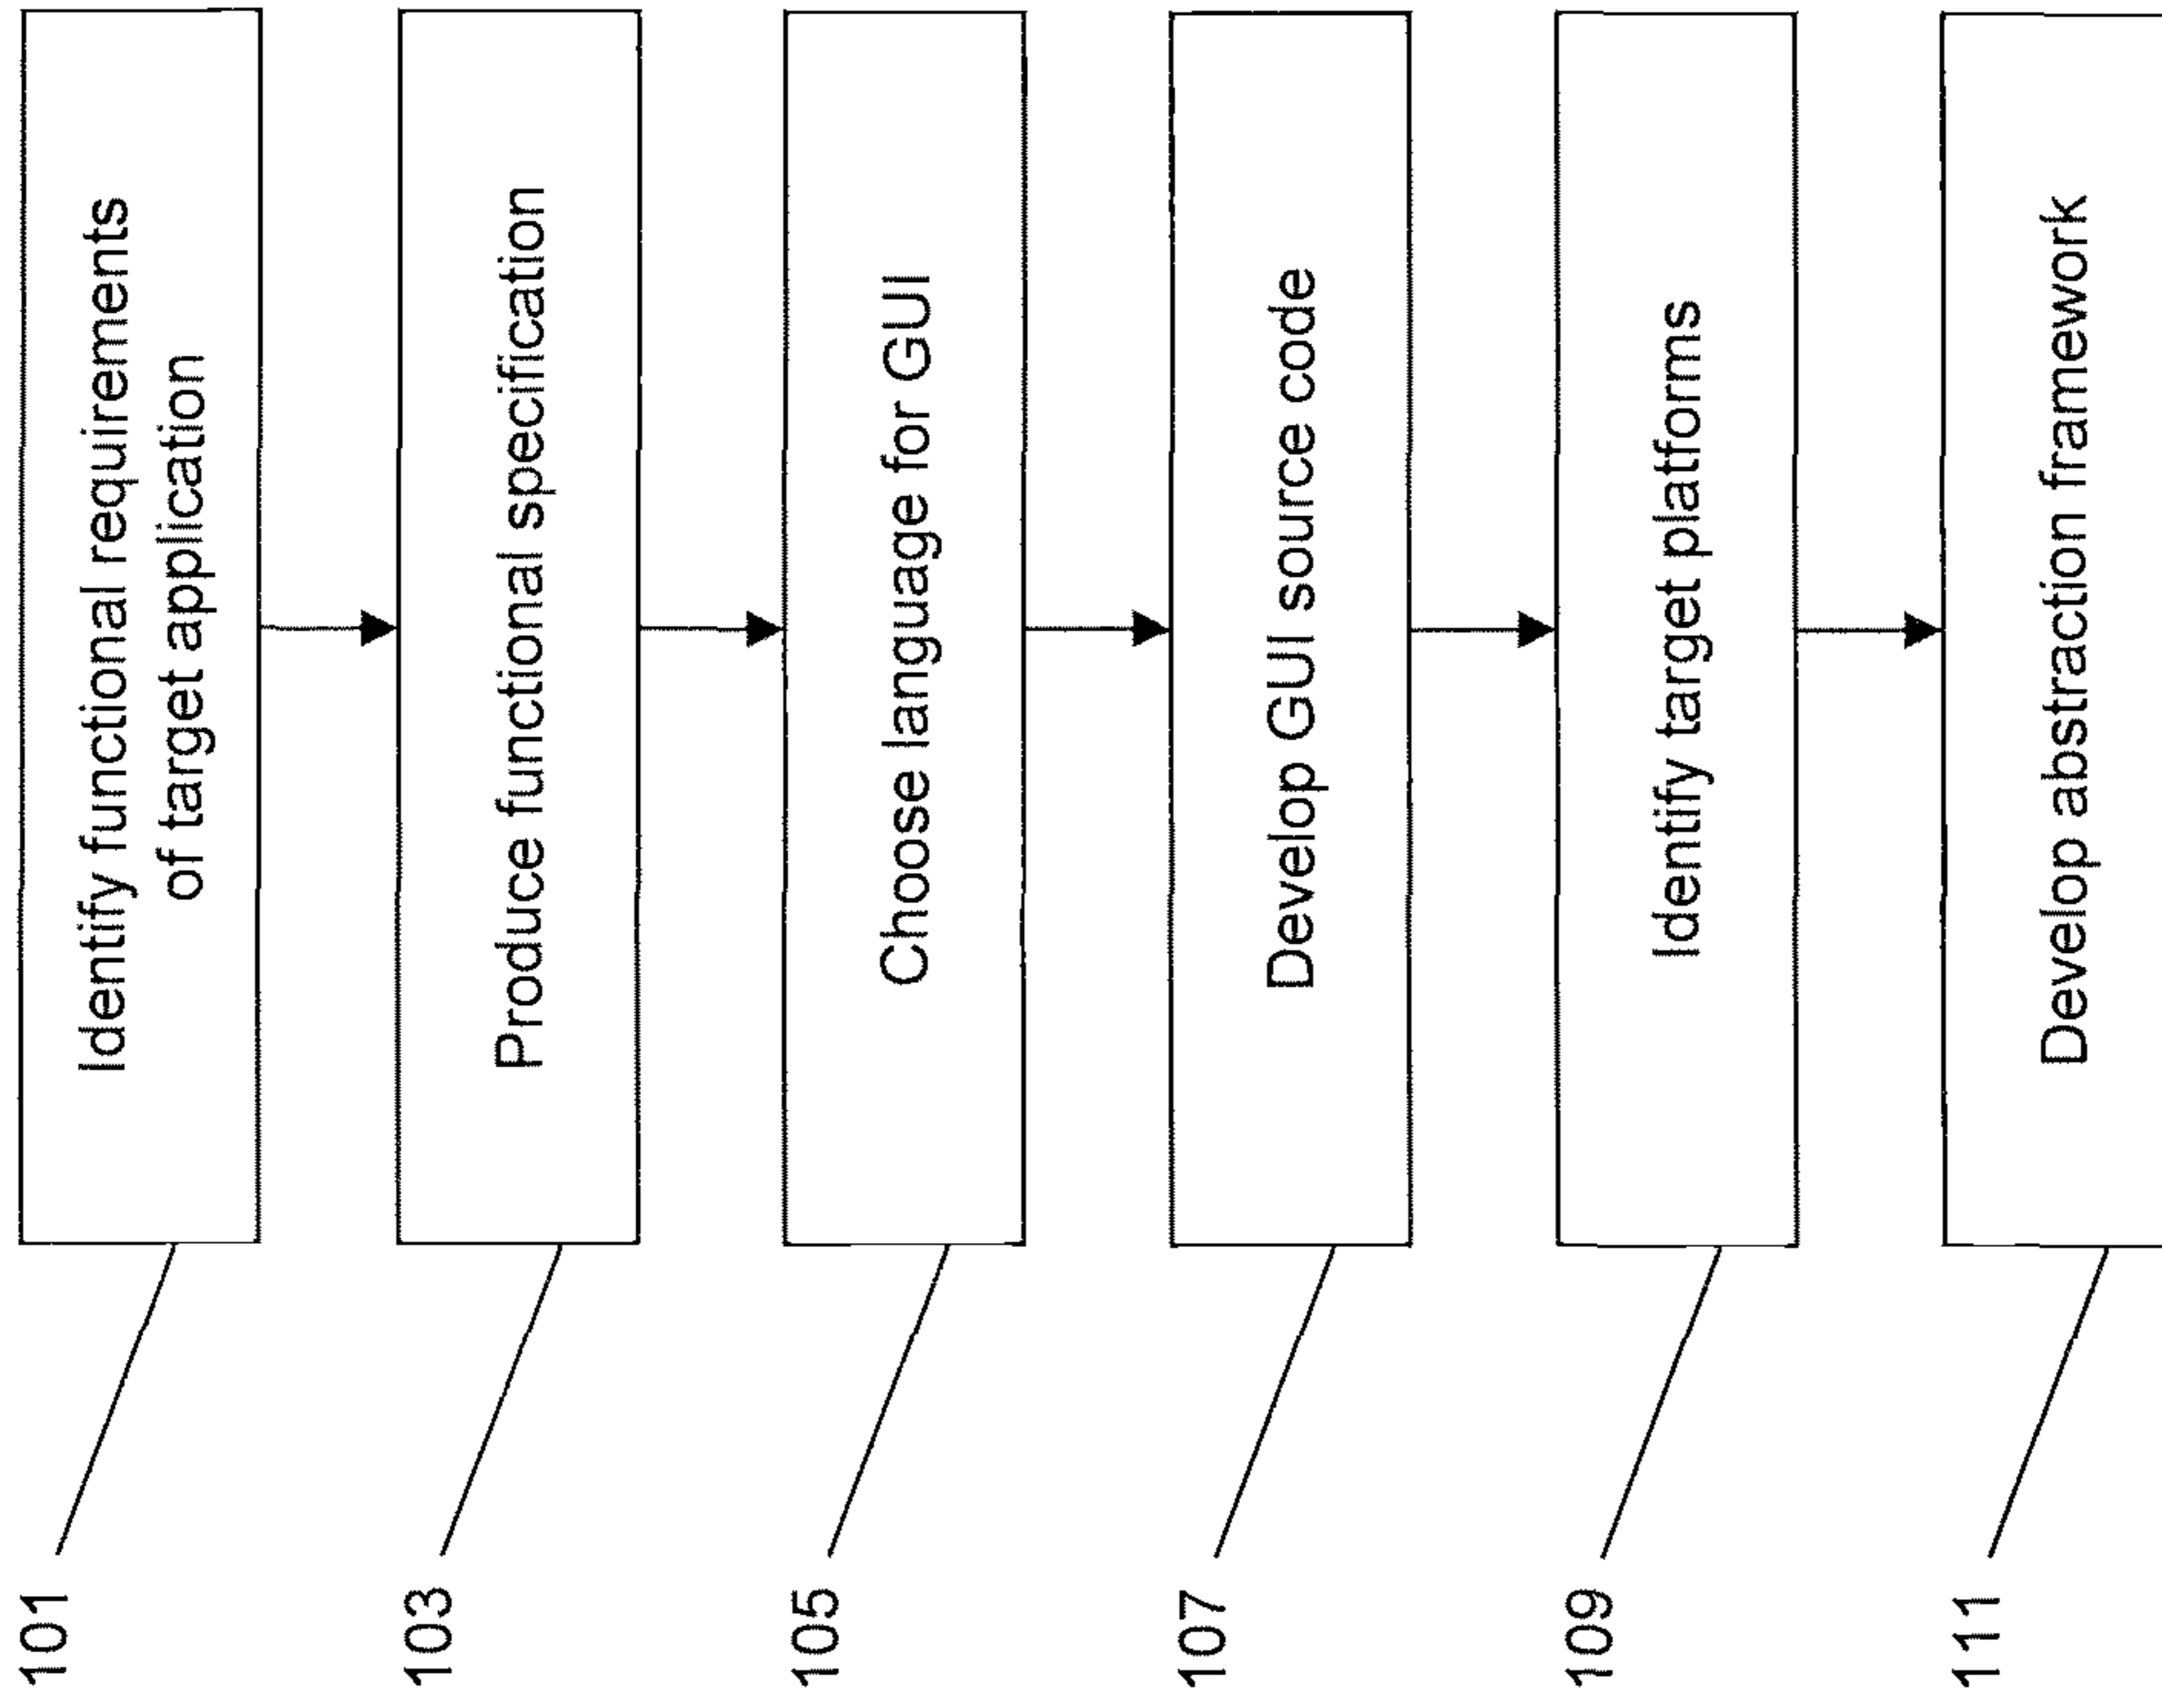 101
Identify functional requirements
of target application
103
Produce functional specification
105
Choose language for GUI
107
Develop GUI source code
109
Identify target platforms
111
Develop abstraction framework